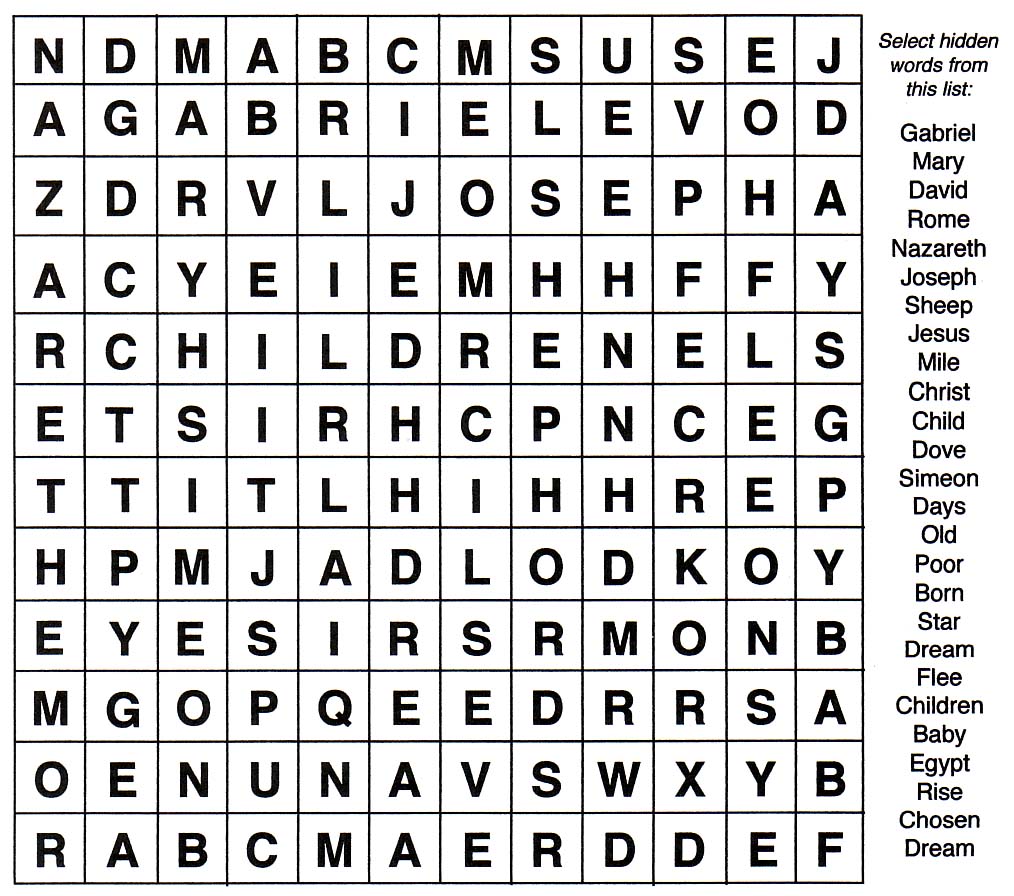 N D M A B C M S U S E J
A G A B R I E L E V O D
Z D R V L J O S E P H A
A C Y E I E M H H F F Y
R C H I L D R E N E L S
E T S I R H C P N C E G
T T I T L H I H H R E P
H P M J A D L O D K O Y
E Y E S I R S R M O N B
M G O P Q E E D R R S A
O E N U N A V S W X Y B
R A B C M A E R D D E F
Select hidden
words from
this list:
Gabriel
Mary
David
Rome
Nazareth
Joseph
Sheep
Jesus
Mile
Christ
Child
Dove
Simeon
Days
Old
Poor
Born
Star
Dream
Flee
Children
Baby
Egypt
Rise
Chosen
Dream